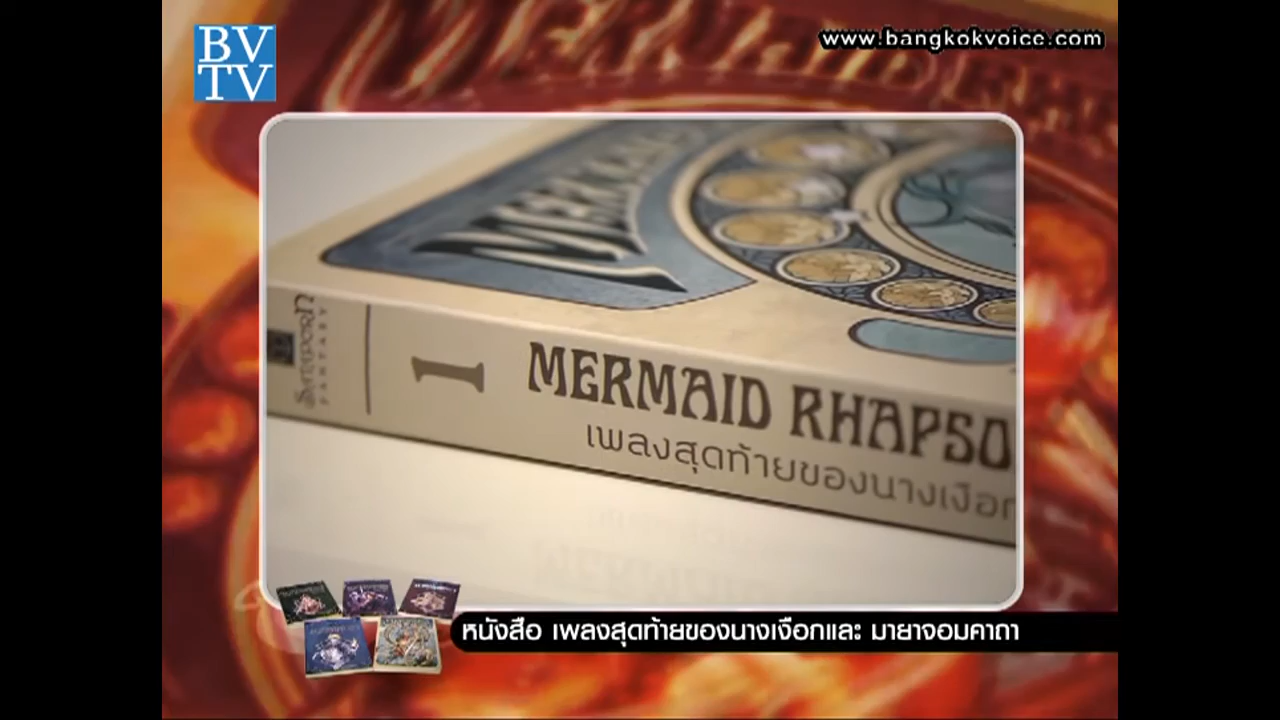 BV
TV
www.bangkokvoice.com
MERMAID
SATAPORN
FANTASY
1
MERMAID RHAPSO
เพลงสุดท้ายของนางเงือก
หนังสือ เพลงสุดท้ายของนางเงือกและ มายาจอมคาถา